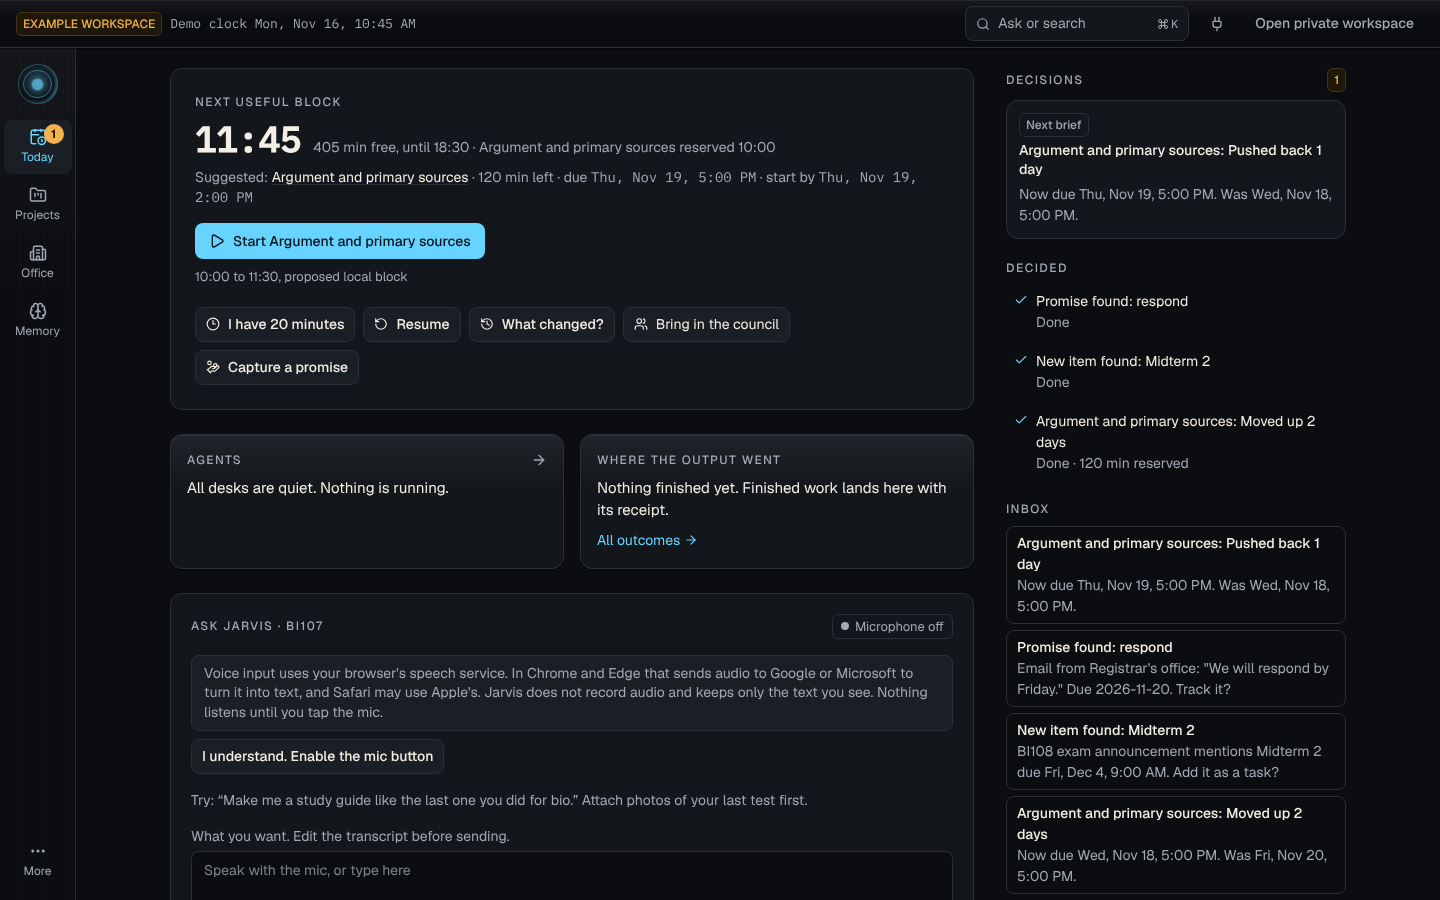 EXAMPLE WORKSPACE Demo clock Mon, Nov 16, 10:45 AM
Ask or search ⌘K
Open private workspace
1
Today
Projects
Office
Memory
More
NEXT USEFUL BLOCK
11:45 405 min free, until 18:30 · Argument and primary sources reserved 10:00
Suggested: Argument and primary sources · 120 min left · due Thu, Nov 19, 5:00 PM · start by Thu, Nov 19,
2:00 PM
Start Argument and primary sources
10:00 to 11:30, proposed local block
I have 20 minutes
Resume
What changed?
Bring in the council
Capture a promise
AGENTS
All desks are quiet. Nothing is running.
WHERE THE OUTPUT WENT
Nothing finished yet. Finished work lands here with
its receipt.
All outcomes
ASK JARVIS · BI107
Microphone off
Voice input uses your browser's speech service. In Chrome and Edge that sends audio to Google or Microsoft to
turn it into text, and Safari may use Apple's. Jarvis does not record audio and keeps only the text you see. Nothing
listens until you tap the mic.
I understand. Enable the mic button
Try: “Make me a study guide like the last one you did for bio.” Attach photos of your last test first.
What you want. Edit the transcript before sending.
Speak with the mic, or type here
DECISIONS
1
Next brief
Argument and primary sources: Pushed back 1
day
Now due Thu, Nov 19, 5:00 PM. Was Wed, Nov 18,
5:00 PM.
DECIDED
Promise found: respond
Done
New item found: Midterm 2
Done
Argument and primary sources: Moved up 2
days
Done · 120 min reserved
INBOX
Argument and primary sources: Pushed back 1
day
Now due Thu, Nov 19, 5:00 PM. Was Wed, Nov 18,
5:00 PM.
Promise found: respond
Email from Registrar's office: "We will respond by
Friday." Due 2026-11-20. Track it?
New item found: Midterm 2
BI108 exam announcement mentions Midterm 2
due Fri, Dec 4, 9:00 AM. Add it as a task?
Argument and primary sources: Moved up 2
days
Now due Wed, Nov 18, 5:00 PM. Was Fri, Nov 20,
5:00 PM.